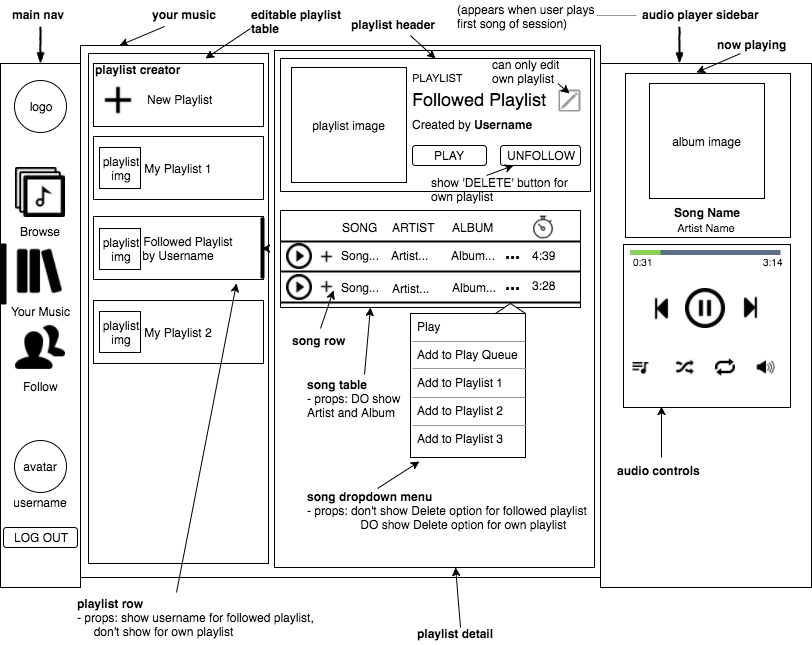 main nav
your music
editable playlist
table
playlist header
(appears when user plays
first song of session)
audio player sidebar
now playing
logo
Browse
Your Music
Follow
avatar
username
LOG OUT
playlist creator
New Playlist
playlist
img
My Playlist 1
playlist
img
Followed Playlist
by Username
playlist
img
My Playlist 2
playlist image
PLAYLIST
can only edit
own playlist
Followed Playlist
Created by Username
PLAY
UNFOLLOW
show 'DELETE' button for
own playlist
SONG ARTIST ALBUM
Song... Artist... Album... ••• 4:39
Song... Artist... Album... ••• 3:28
song row
song table
- props: DO show
Artist and Album
Play
Add to Play Queue
Add to Playlist 1
Add to Playlist 2
Add to Playlist 3
song dropdown menu
- props: don't show Delete option for followed playlist
DO show Delete option for own playlist
album image
Song Name
Artist Name
0:31 3:14
audio controls
playlist row
- props: show username for followed playlist,
don't show for own playlist
playlist detail